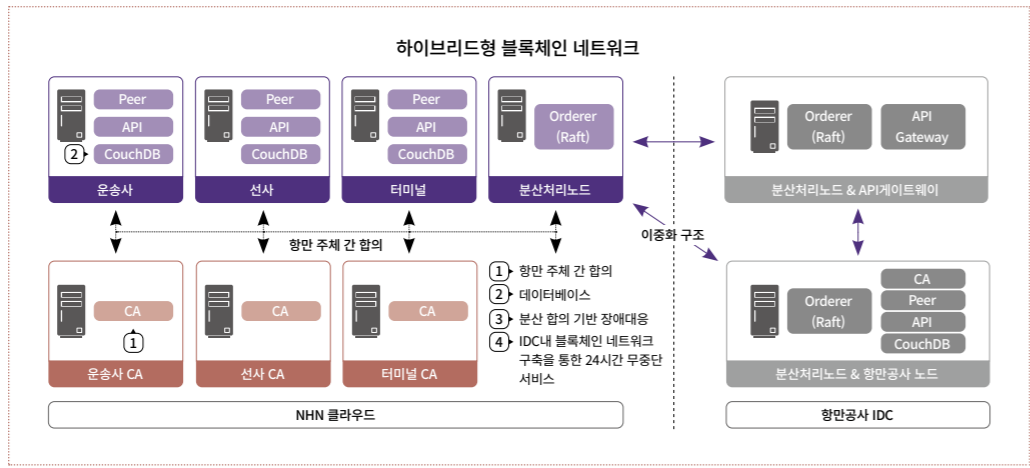 하이브리드형 블록체인 네트워크
Peer
API
2
CouchDB
운송사
Peer
API
CouchDB
선사
Peer
API
CouchDB
터미널
Orderer
(Raft)
분산처리노드
Orderer
(Raft)
API
Gateway
분산처리노드 & API게이트웨이
항만 주체 간 합의
이중화 구조
CA
1
운송사 CA
CA
선사 CA
CA
터미널 CA
1 항만 주체 간 합의
2 데이터베이스
3 분산 합의 기반 장애대응
4 IDC내 블록체인 네트워크
구축을 통한 24시간 무중단
서비스
Orderer
(Raft)
CA
Peer
API
CouchDB
분산처리노드 & 항만공사 노드
NHN 클라우드
항만공사 IDC